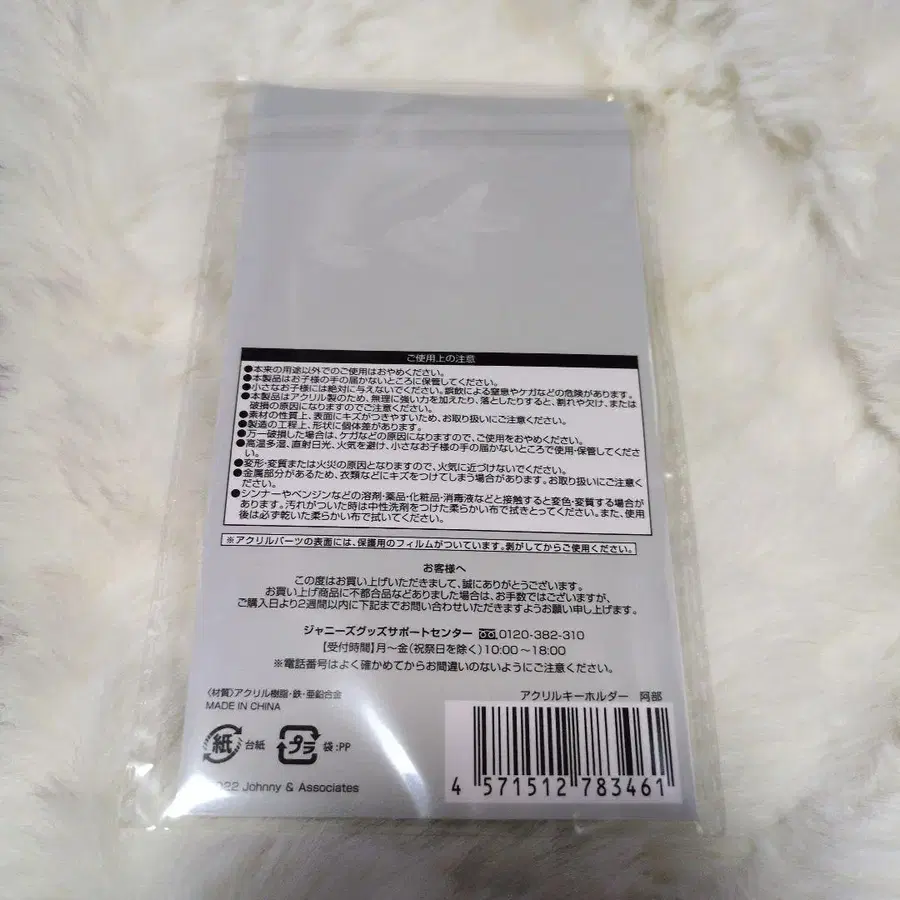 ご使用上の注意
●本来の用途以外でのご使用はおやめください。
●本製品はお子様の手の届かないところに保管してください。
●小さなお子様には絶対に与えないでください。誤飲による窒息やケガなどの危険があります。
●本製品はアクリル製のため、無理に強い力を加えたり、落としたりすると、割れや欠け、または
破損の原因になりますのでご注意ください。
●素材の性質上、表面にキズがつきやすいため、お取り扱いにご注意ください。
●製造の工程上、形状に個体差があります。
●万一破損した場合は、ケガなどの原因になりますので、ご使用をおやめください。
●高温多湿、直射日光、火気を避け、小さなお子様の手の届かないところで使用・保管してくださ
い。
●変形・変質または火災の原因となりますので、火気に近づけないでください。
●金属部分があるため、衣類などにキズをつけてしまう場合があります。お取り扱いにご注意く
ださい。
●シンナーやベンジンなどの溶剤・薬品・化粧品・消毒液などと接触すると変色・変質する場合が
あります。汚れがついた時は中性洗剤をつけた柔らかい布で拭きとってください。また、使用
後は必ず乾いた柔らかい布で拭いてください。
※アクリルパーツの表面には、保護用のフィルムがついています。剥がしてからご使用ください。
お客様へ
この度はお買い上げいただきまして、誠にありがとうございます。
お買い上げ商品に不都合品などありました場合は、お手数ではございますが、
ご購入日より2週間以内に下記までお問い合わせいただきますようお願い申し上げます。
ジャニーズグッズサポートセンター 0120-382-310
【受付時間】月～金(祝祭日を除く)10:00～18:00
※電話番号はよく確かめてからお間違いのないようにご注意ください。
〈材質〉アクリル樹脂・鉄・亜鉛合金
MADE IN CHINA
アクリルキーホルダー 阿部
紙 台紙 プラ 袋:PP
4 571512 783461
022 Johnny & Associates